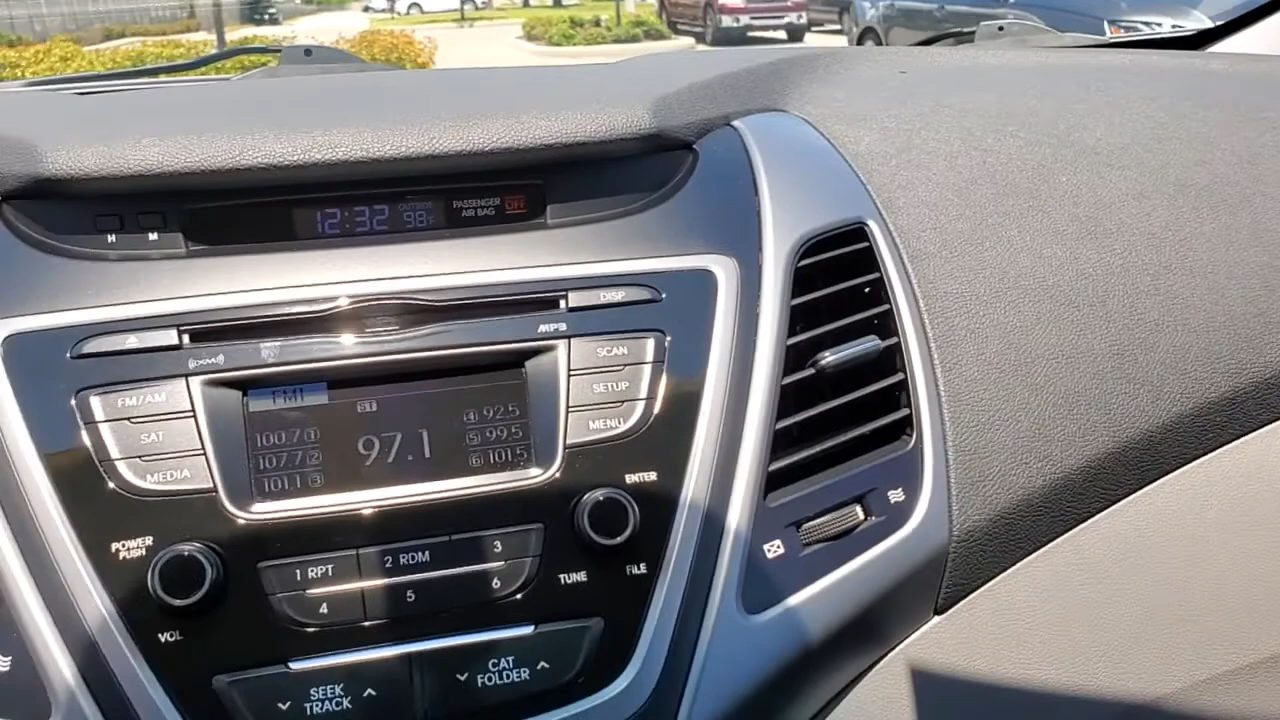 12:32
OUTSIDE
98°F
PASSENGER
AIR BAG
OFF
H
M
DISP
MP3
((XM))
SCAN
SETUP
MENU
FM/AM
SAT
MEDIA
FM1
ST
100.7 1
107.7 2
101.1 3
97.1
4 92.5
5 99.5
6 101.5
ENTER
POWER
PUSH
VOL
1 RPT
2 RDM
3
4
5
6
TUNE
FILE
SEEK
TRACK
CAT
FOLDER